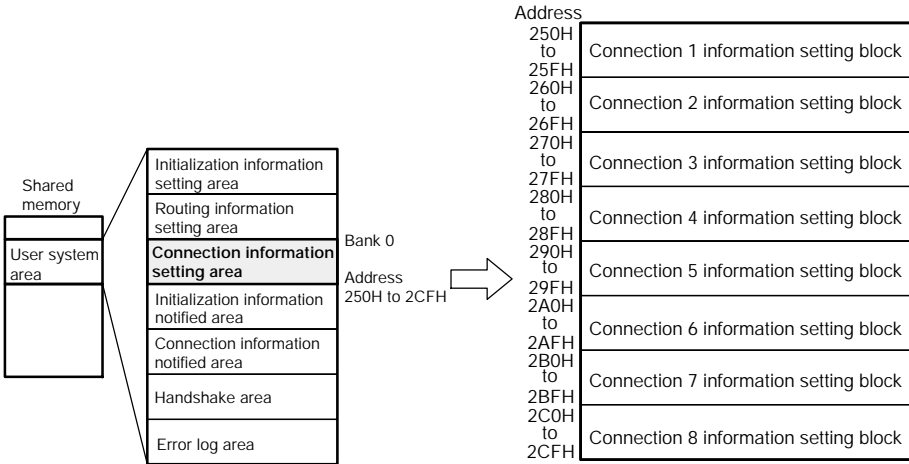 Shared
memory
User system
area
Initialization information
setting area
Routing information
setting area
Connection information
setting area
Initialization information
notified area
Connection information
notified area
Handshake area
Error log area
Bank 0
Address
250H to 2CFH
Address
250H
to
25FH
Connection 1 information setting block
260H
to
26FH
Connection 2 information setting block
270H
to
27FH
Connection 3 information setting block
280H
to
28FH
Connection 4 information setting block
290H
to
29FH
Connection 5 information setting block
2A0H
to
2AFH
Connection 6 information setting block
2B0H
to
2BFH
Connection 7 information setting block
2C0H
to
2CFH
Connection 8 information setting block